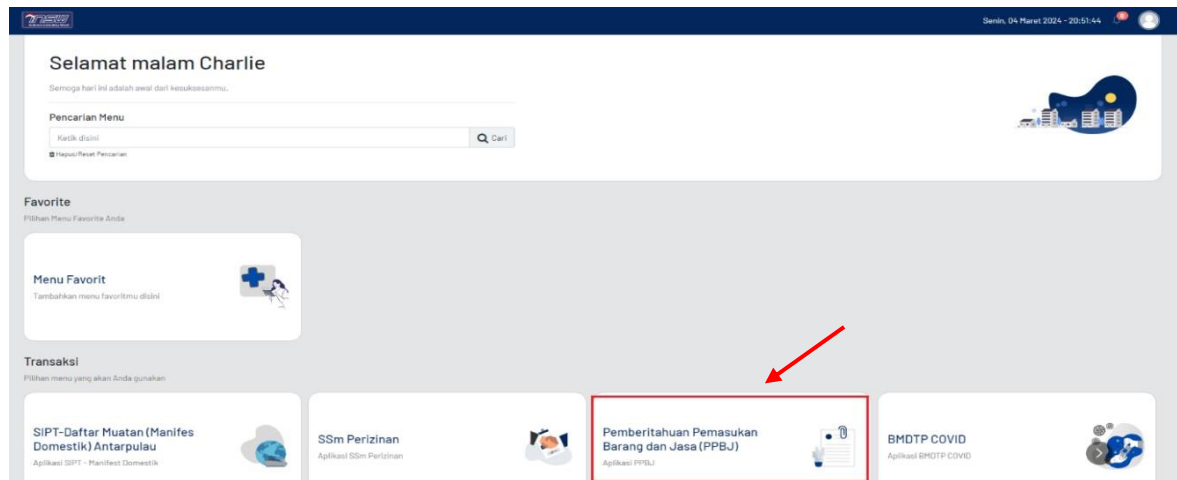 INSW
Senin, 04 Maret 2024 - 20:51:44
Selamat malam Charlie
Semoga hari ini adalah awal dari kesuksesanmu.
Pencarian Menu
Ketik disini
Cari
Hapus/Reset Pencarian
Favorite
Pilihan Menu Favorite Anda
Menu Favorit
Tambahkan menu favoritmu disini
Transaksi
Pilihan menu yang akan Anda gunakan
SIPT-Daftar Muatan (Manifes
Domestik) Antarpulau
Aplikasi SIPT - Manifest Domestik
SSm Perizinan
Aplikasi SSm Perizinan
Pemberitahuan Pemasukan
Barang dan Jasa (PPBJ)
Aplikasi PPBJ
BMDTP COVID
Aplikasi BMDTP COVID